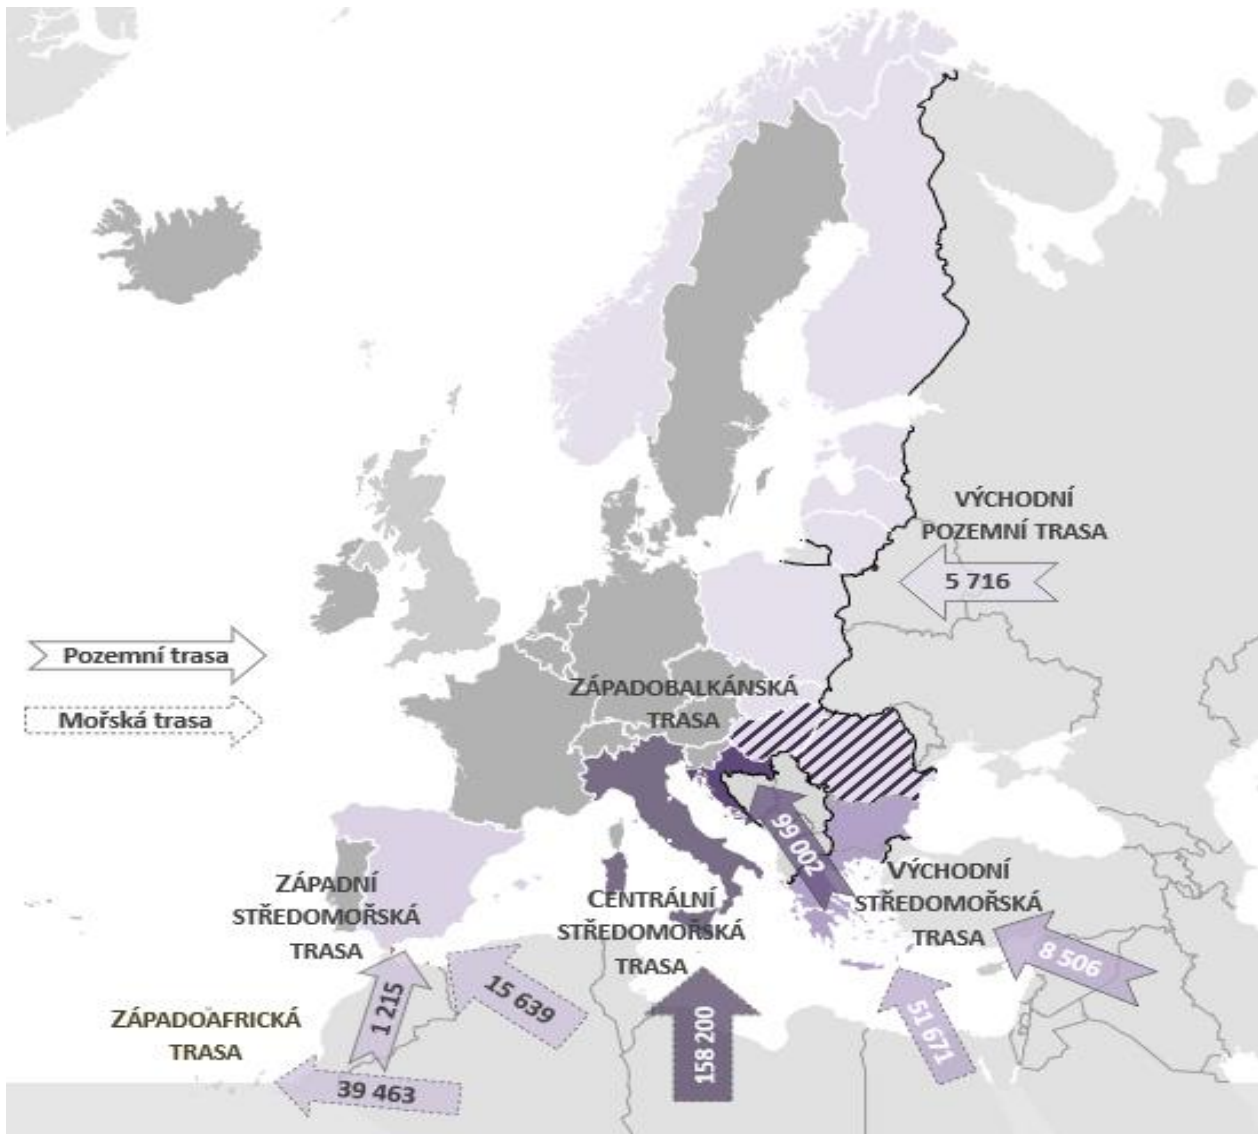 VÝCHODNÍ
POZEMNÍ TRASA
5 716
Pozemní trasa
Mořská trasa
ZÁPADOBALKÁNSKÁ
TRASA
99 002
ZÁPADNÍ
STŘEDOMOŘSKÁ
TRASA
CENTRÁLNÍ
STŘEDOMOŘSKÁ
TRASA
VÝCHODNÍ
STŘEDOMOŘSKÁ
TRASA
8 506
51 671
158 200
15 639
1 215
ZÁPADOAFRICKÁ
TRASA
39 463